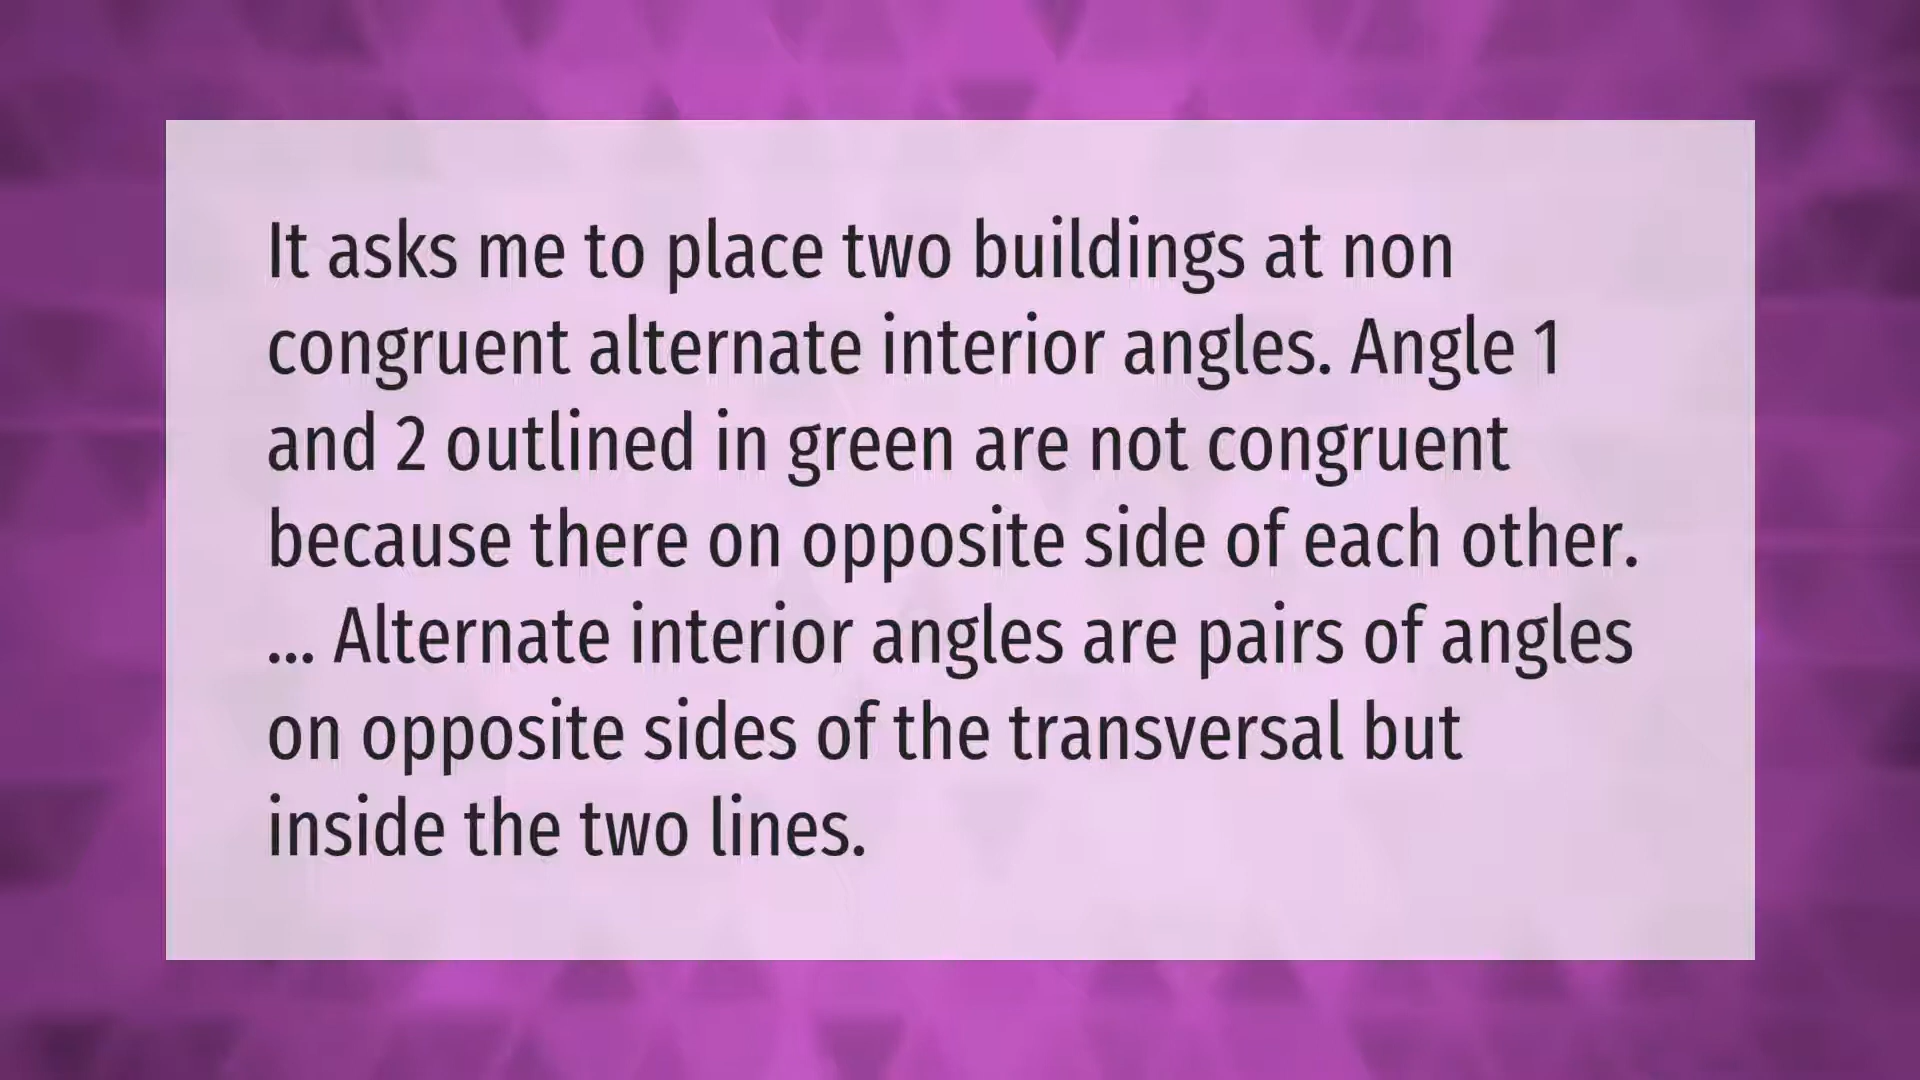 It asks me to place two buildings at non
congruent alternate interior angles. Angle 1
and 2 outlined in green are not congruent
because there on opposite side of each other.
... Alternate interior angles are pairs of angles
on opposite sides of the transversal but
inside the two lines.